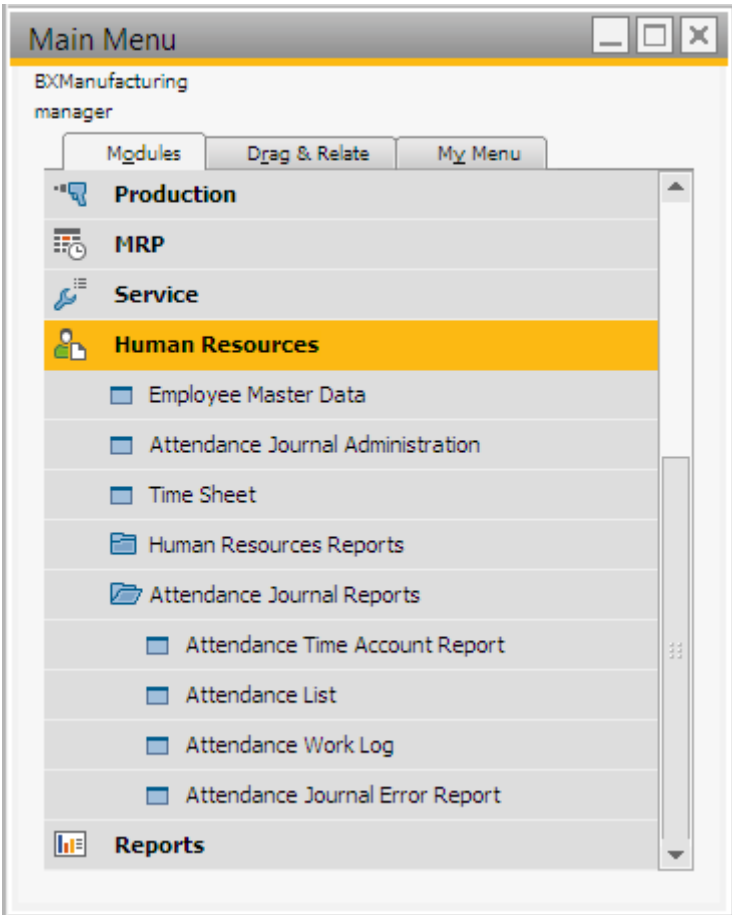 Main Menu
BXManufacturing
manager
Modules Drag & Relate My Menu
Production
MRP
Service
Human Resources
Employee Master Data
Attendance Journal Administration
Time Sheet
Human Resources Reports
Attendance Journal Reports
Attendance Time Account Report
Attendance List
Attendance Work Log
Attendance Journal Error Report
Reports